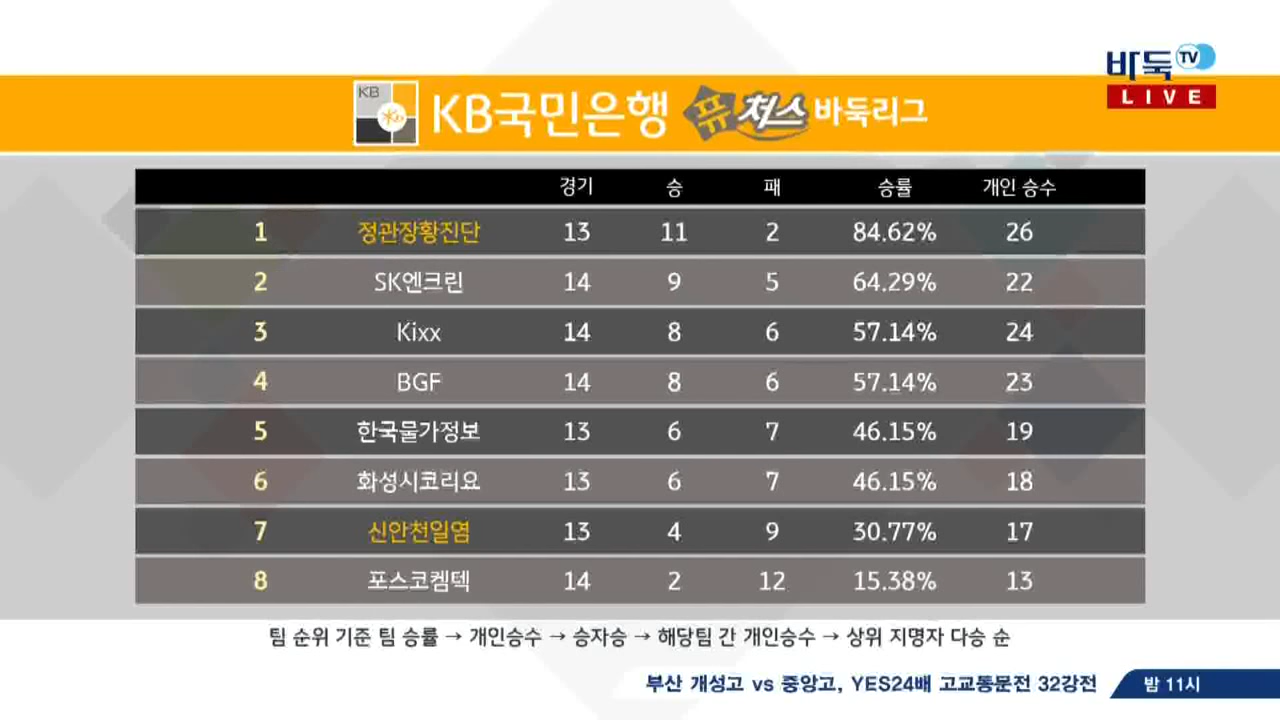 바둑TV
LIVE
KB KB국민은행 퓨처스 바둑리그
경기 승 패 승률 개인 승수
1 정관장황진단 13 11 2 84.62% 26
2 SK엔크린 14 9 5 64.29% 22
3 Kixx 14 8 6 57.14% 24
4 BGF 14 8 6 57.14% 23
5 한국물가정보 13 6 7 46.15% 19
6 화성시코리요 13 6 7 46.15% 18
7 신안천일염 13 4 9 30.77% 17
8 포스코켐텍 14 2 12 15.38% 13
팀 순위 기준 팀 승률 → 개인승수 → 승자승 → 해당팀 간 개인승수 → 상위 지명자 다승 순
부산 개성고 vs 중앙고, YES24배 고교동문전 32강전 밤 11시